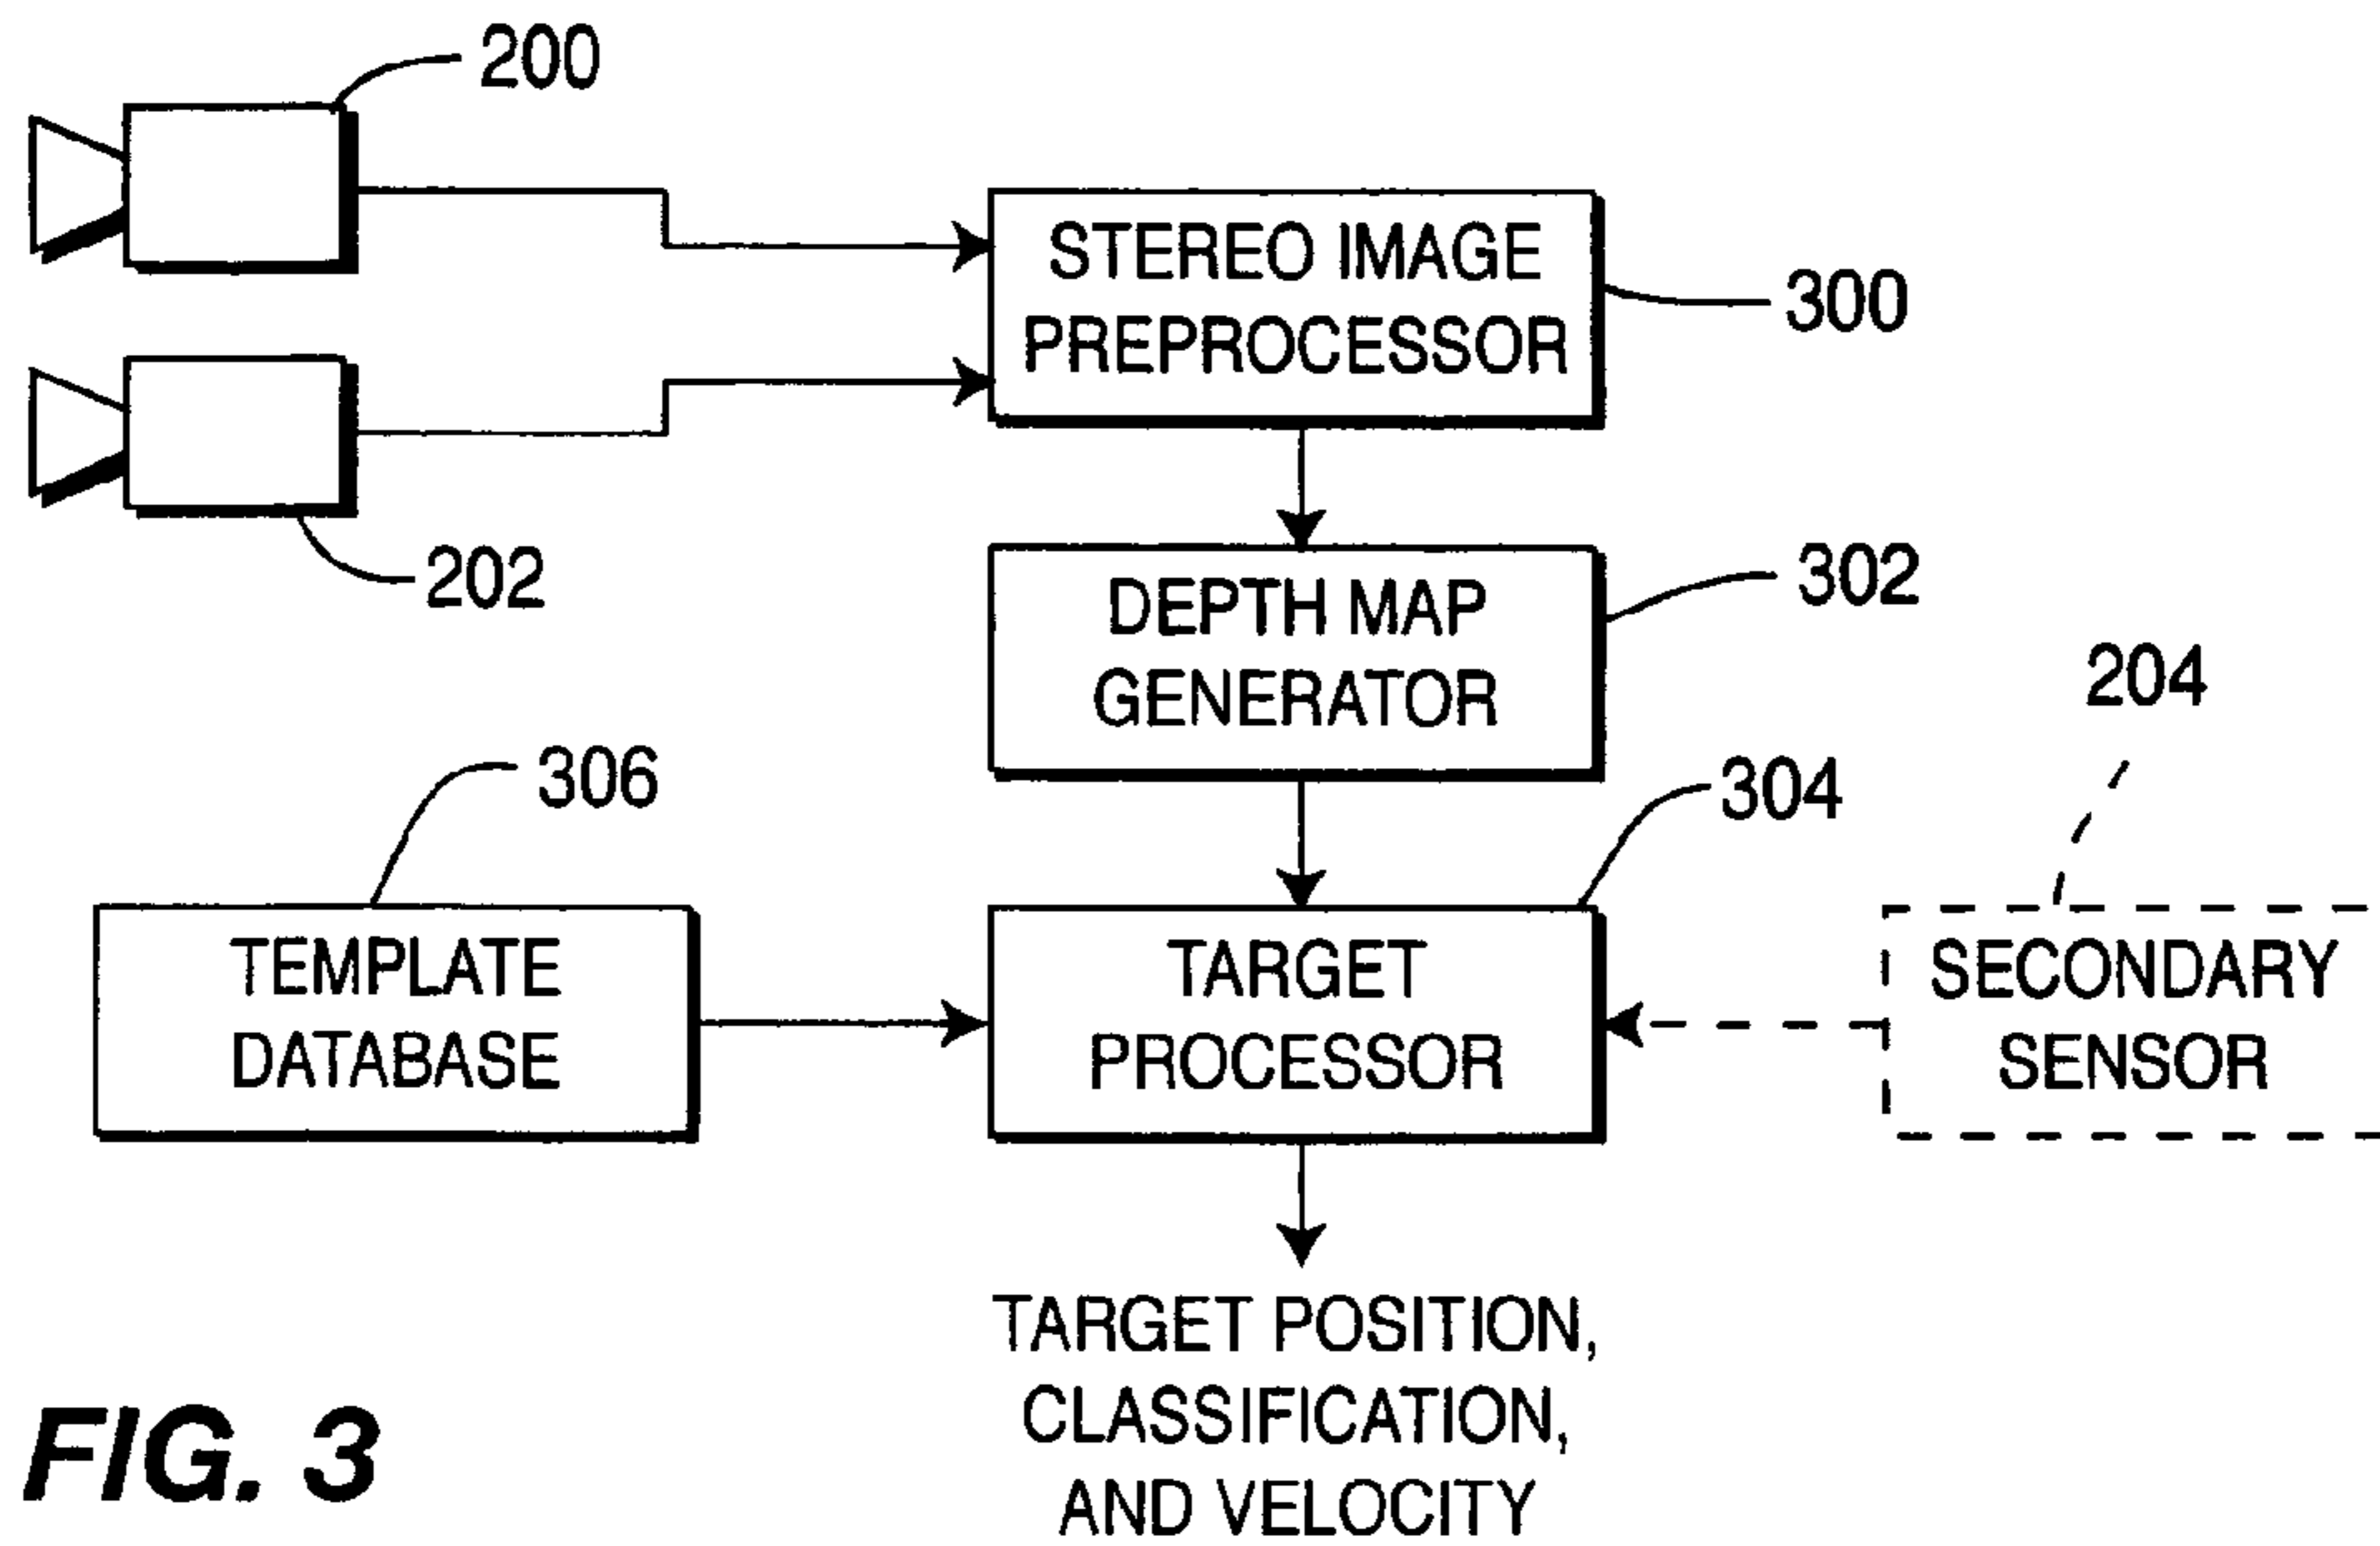 200
STEREO IMAGE
PREPROCESSOR
300
202
DEPTH MAP
GENERATOR
302
204
306
304
TEMPLATE
DATABASE
TARGET
PROCESSOR
SECONDARY
SENSOR
TARGET POSITION,
CLASSIFICATION,
AND VELOCITY
FIG. 3